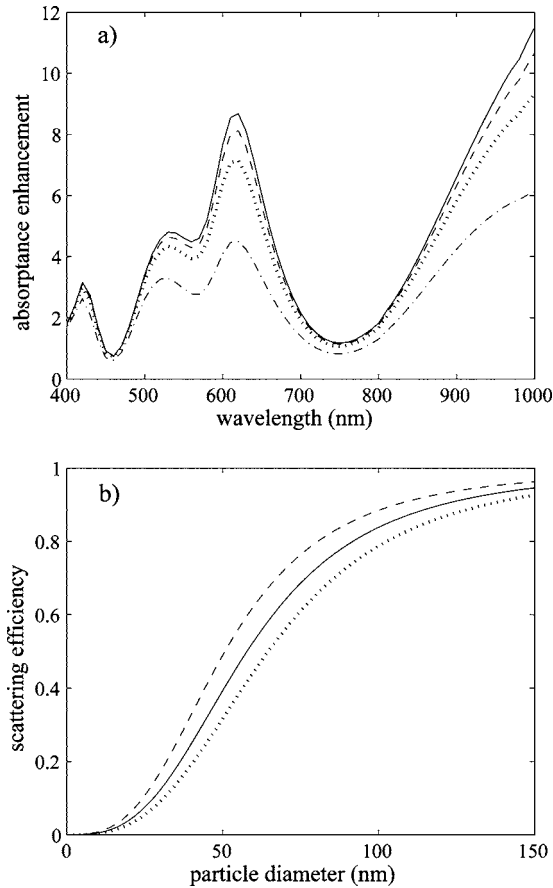 a)
absorptance enhancement
12
10
8
6
4
2
0
400 500 600 700 800 900 1000
wavelength (nm)
b)
scattering efficiency
1
0.8
0.6
0.4
0.2
0
0 50 100 150
particle diameter (nm)